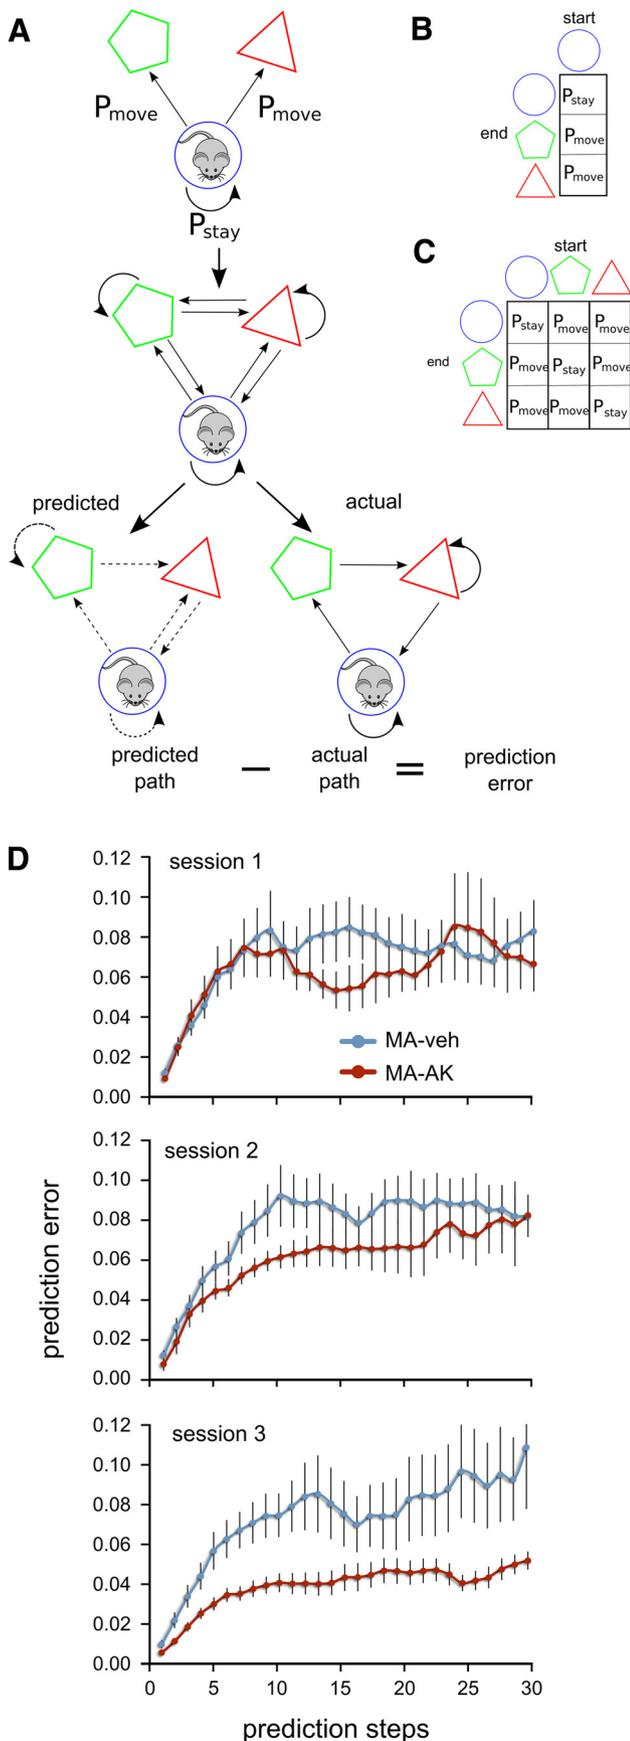 A
P move
P move
P stay
predicted
actual
predicted path
actual path
prediction error
— =
B
start
end
P stay
P move
P move
C
start
end
P stay P move P move
P move P stay P move
P move P move P stay
D
session 1
0.12
0.10
0.08
0.06
0.04
0.02
0.00
MA-veh
MA-AK
session 2
0.12
0.10
0.08
0.06
0.04
0.02
0.00
prediction error
session 3
0.12
0.10
0.08
0.06
0.04
0.02
0.00
0 5 10 15 20 25 30
prediction steps